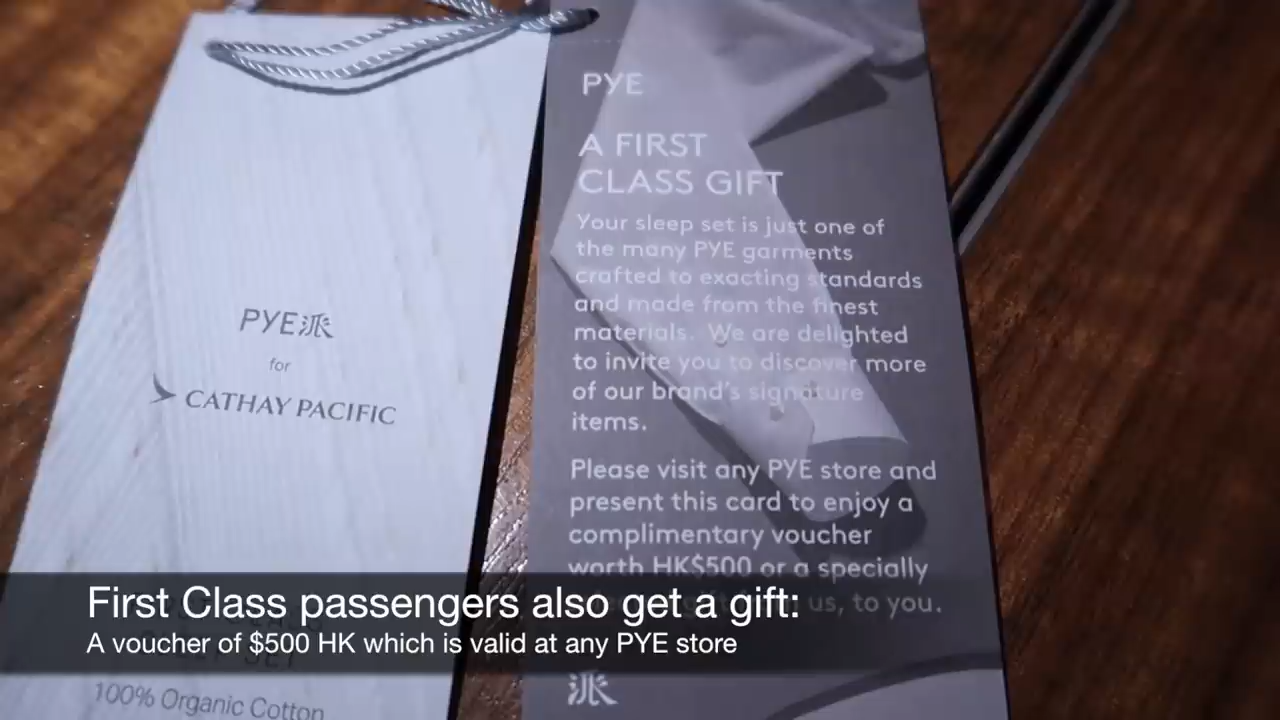 PYE派
for
CATHAY PACIFIC
100% Organic Cotton
PYE
A FIRST
CLASS GIFT
Your sleep set is just one of
the many PYE garments
crafted to exacting standards
and made from the finest
materials. We are delighted
to invite you to discover more
of our brand's signature
items.
Please visit any PYE store and
present this card to enjoy a
complimentary voucher
worth HK$500 or a specially
us, to you.
派
First Class passengers also get a gift:
A voucher of $500 HK which is valid at any PYE store